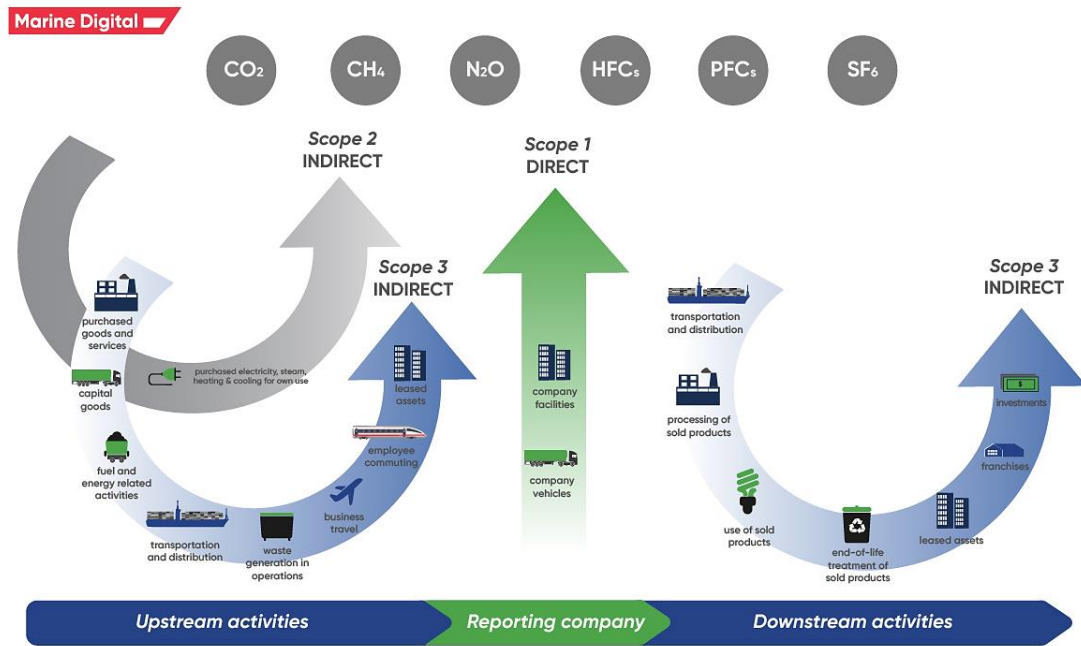 Marine Digital
CO₂
CH₄
N₂O
HFCs
PFCs
SF₆
Scope 2
INDIRECT
Scope 1
DIRECT
Scope 3
INDIRECT
Scope 3
INDIRECT
purchased
goods and
services
capital
goods
fuel and
energy related
activities
transportation
and distribution
waste
generation in
operations
business
travel
employee
commuting
leased
assets
purchased electricity, steam,
heating & cooling for own use
company
facilities
company
vehicles
transportation
and distribution
processing of
sold products
use of sold
products
end-of-life
treatment of
sold products
leased assets
franchises
investments
$
Upstream activities
Reporting company
Downstream activities